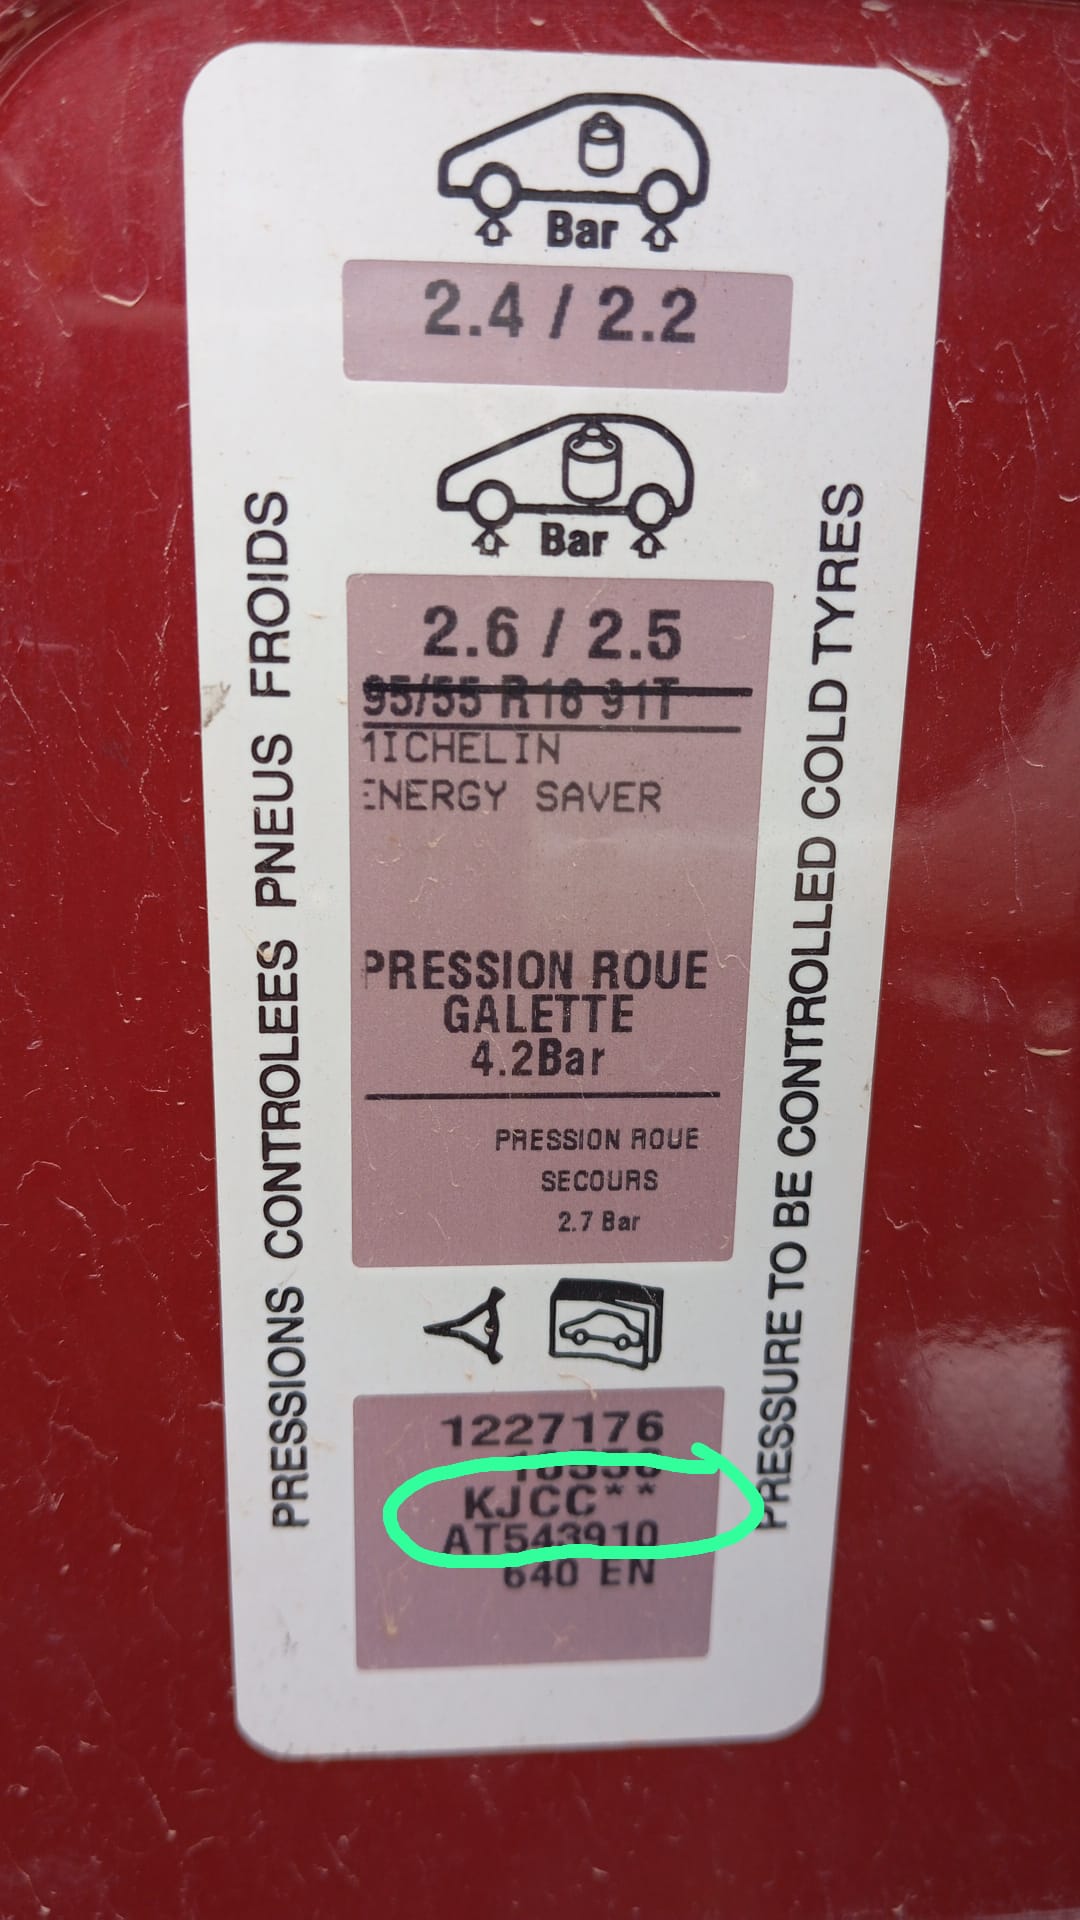 Bar
2.4 / 2.2
Bar
2.6 / 2.5
95/55 R16 91T
MICHELIN
ENERGY SAVER
PRESSION ROUE
GALETTE
4.2Bar
PRESSION ROUE
SECOURS
2.7 Bar
1227176
KJCC**
AT543910
640 EN
PRESSIONS CONTROLEES PNEUS FROIDS
PRESSURE TO BE CONTROLLED COLD TYRES